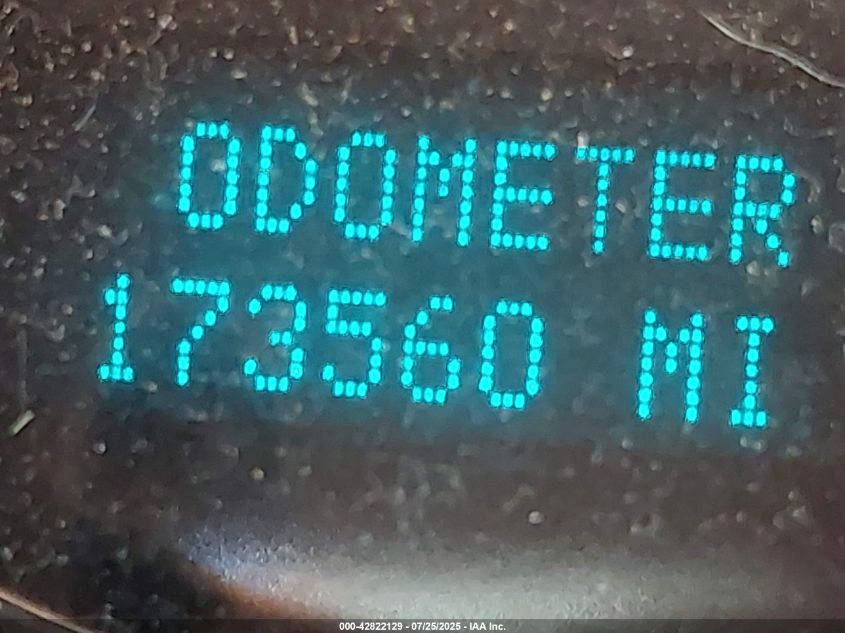 ODOMETER
173560 MI
000-42822129 - 07/25/2025 - IAA Inc.